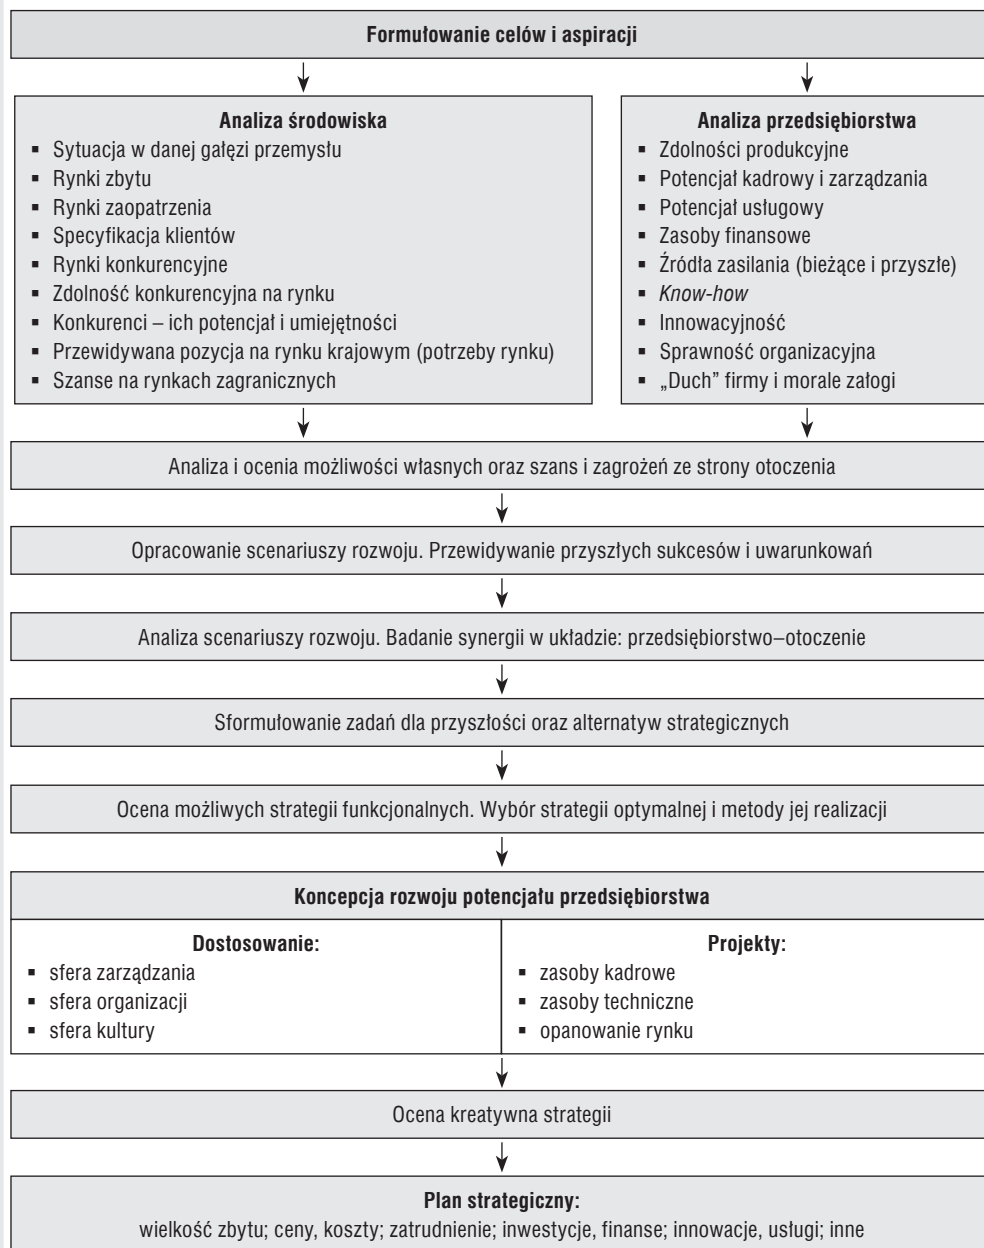 Formułowanie celów i aspiracji
Analiza środowiska
▪ Sytuacja w danej gałęzi przemysłu
▪ Rynki zbytu
▪ Rynki zaopatrzenia
▪ Specyfikacja klientów
▪ Rynki konkurencyjne
▪ Zdolność konkurencyjna na rynku
▪ Konkurenci – ich potencjał i umiejętności
▪ Przewidywana pozycja na rynku krajowym (potrzeby rynku)
▪ Szanse na rynkach zagranicznych
Analiza przedsiębiorstwa
▪ Zdolności produkcyjne
▪ Potencjał kadrowy i zarządzania
▪ Potencjał usługowy
▪ Zasoby finansowe
▪ Źródła zasilania (bieżące i przyszłe)
▪ Know-how
▪ Innowacyjność
▪ Sprawność organizacyjna
▪ „Duch” firmy i morale załogi
Analiza i ocenia możliwości własnych oraz szans i zagrożeń ze strony otoczenia
Opracowanie scenariuszy rozwoju. Przewidywanie przyszłych sukcesów i uwarunkowań
Analiza scenariuszy rozwoju. Badanie synergii w układzie: przedsiębiorstwo–otoczenie
Sformułowanie zadań dla przyszłości oraz alternatyw strategicznych
Ocena możliwych strategii funkcjonalnych. Wybór strategii optymalnej i metody jej realizacji
Koncepcja rozwoju potencjału przedsiębiorstwa
Dostosowanie:
▪ sfera zarządzania
▪ sfera organizacji
▪ sfera kultury
Projekty:
▪ zasoby kadrowe
▪ zasoby techniczne
▪ opanowanie rynku
Ocena kreatywna strategii
Plan strategiczny:
wielkość zbytu; ceny, koszty; zatrudnienie; inwestycje, finanse; innowacje, usługi; inne